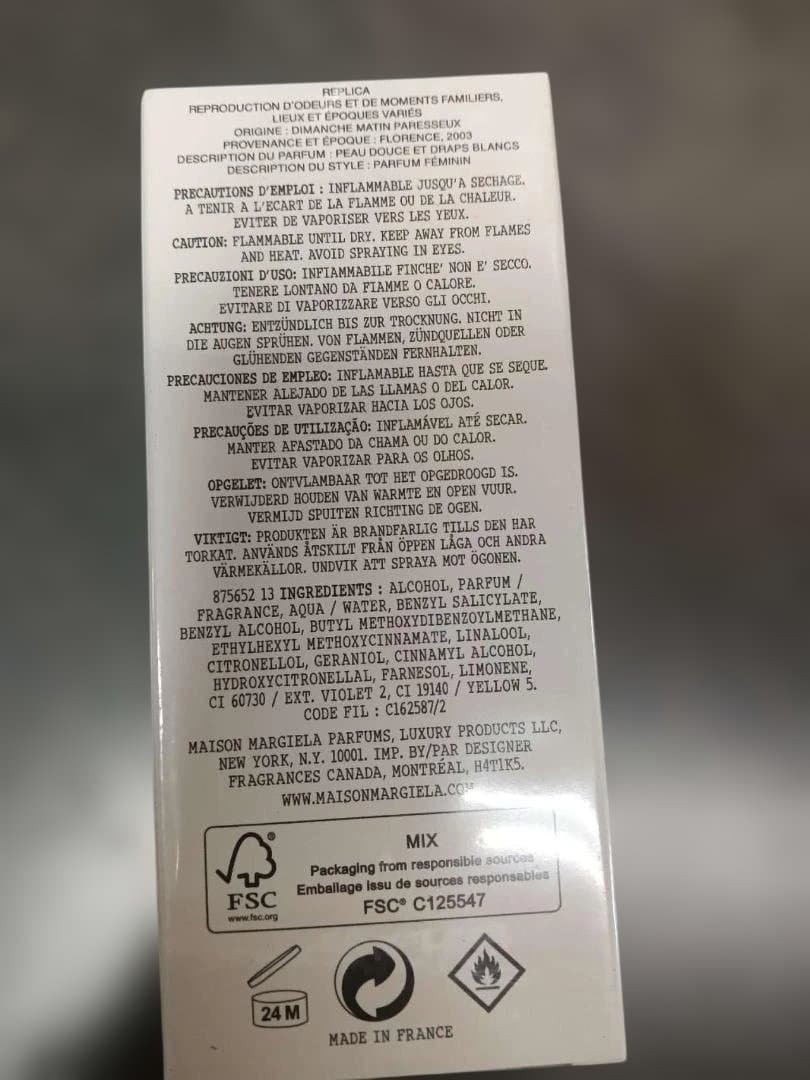 REPLICA
REPRODUCTION D'ODEURS ET DE MOMENTS FAMILIERS,
LIEUX ET ÉPOQUES VARIÉS
ORIGINE : DIMANCHE MATIN PARESSEUX
PROVENANCE ET ÉPOQUE : FLORENCE, 2003
DESCRIPTION DU PARFUM : PEAU DOUCE ET DRAPS BLANCS
DESCRIPTION DU STYLE : PARFUM FÉMININ
PRECAUTIONS D'EMPLOI : INFLAMMABLE JUSQU'A SECHAGE.
A TENIR A L'ECART DE LA FLAMME OU DE LA CHALEUR.
EVITER DE VAPORISER VERS LES YEUX.
CAUTION: FLAMMABLE UNTIL DRY. KEEP AWAY FROM FLAMES
AND HEAT. AVOID SPRAYING IN EYES.
PRECAUZIONI D'USO: INFIAMMABILE FINCHE' NON E' SECCO.
TENERE LONTANO DA FIAMME O CALORE.
EVITARE DI VAPORIZZARE VERSO GLI OCCHI.
ACHTUNG: ENTZÜNDLICH BIS ZUR TROCKNUNG. NICHT IN
DIE AUGEN SPRÜHEN. VON FLAMMEN, ZÜNDQUELLEN ODER
GLÜHENDEN GEGENSTÄNDEN FERNHALTEN.
PRECAUCIONES DE EMPLEO: INFLAMABLE HASTA QUE SE SEQUE.
MANTENER ALEJADO DE LAS LLAMAS O DEL CALOR.
EVITAR VAPORIZAR HACIA LOS OJOS.
PRECAUÇÕES DE UTILIZAÇÃO: INFLAMÁVEL ATÉ SECAR.
MANTER AFASTADO DA CHAMA OU DO CALOR.
EVITAR VAPORIZAR PARA OS OLHOS.
OPGELET: ONTVLAMBAAR TOT HET OPGEDROOGD IS.
VERWIJDERD HOUDEN VAN WARMTE EN OPEN VUUR.
VERMIJD SPUITEN RICHTING DE OGEN.
VIKTIGT: PRODUKTEN ÄR BRANDFARLIG TILLS DEN HAR
TORKAT. ANVÄNDS ÅTSKILT FRÅN ÖPPEN LÅGA OCH ANDRA
VÄRMEKÄLLOR. UNDVIK ATT SPRAYA MOT ÖGONEN.
875652 13 INGREDIENTS : ALCOHOL, PARFUM /
FRAGRANCE, AQUA / WATER, BENZYL SALICYLATE,
BENZYL ALCOHOL, BUTYL METHOXYDIBENZOYLMETHANE,
ETHYLHEXYL METHOXYCINNAMATE, LINALOOL,
CITRONELLOL, GERANIOL, CINNAMYL ALCOHOL,
HYDROXYCITRONELLAL, FARNESOL, LIMONENE,
CI 60730 / EXT. VIOLET 2, CI 19140 / YELLOW 5.
CODE FIL : C162587/2
MAISON MARGIELA PARFUMS, LUXURY PRODUCTS LLC,
NEW YORK, N.Y. 10001. IMP. BY/PAR DESIGNER
FRAGRANCES CANADA, MONTRÉAL, H4T1K5.
WWW.MAISONMARGIELA.COM
MIX
Packaging from responsible sources
Emballage issu de sources responsables
FSC® C125547
FSC
www.fsc.org
24 M
MADE IN FRANCE